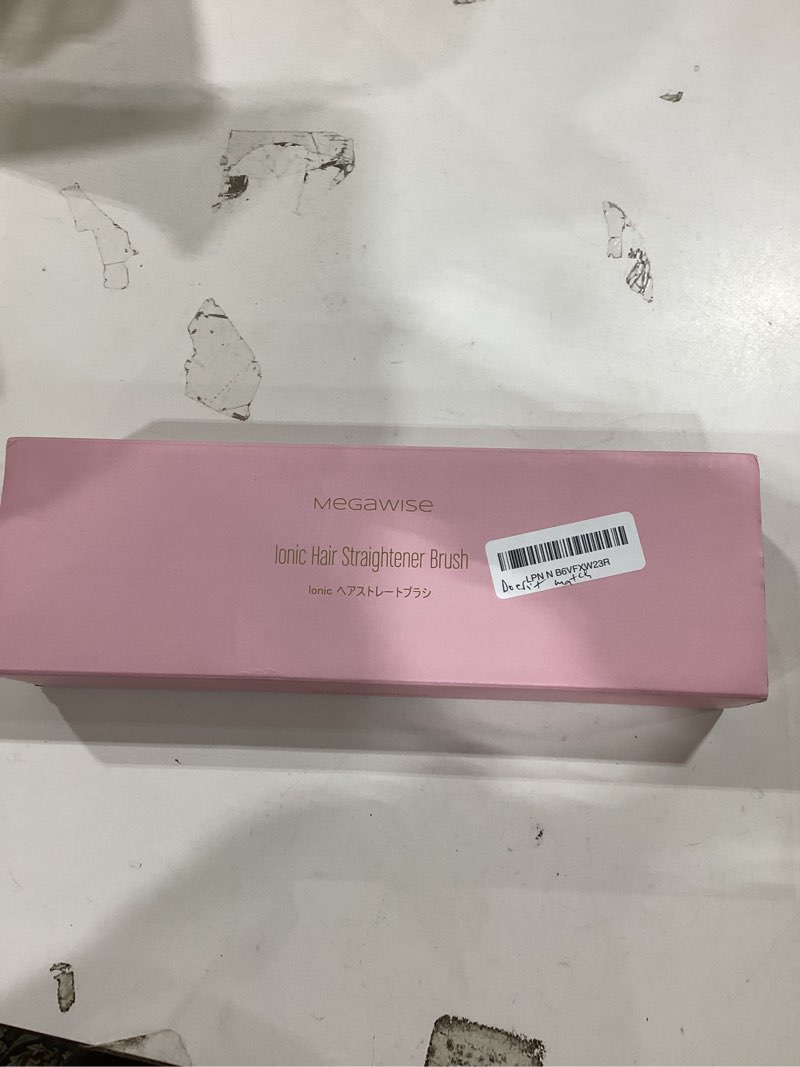 MEGAWISE
Ionic Hair Straightener Brush
Ionic ヘアストレートブラシ
LPN N B6VFXW23R
Doesn't match